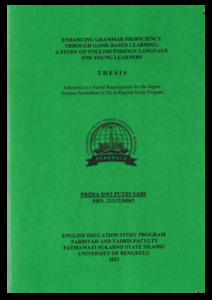 ENHANCING GRAMMAR PROFICIENCY
THROUGH GAME-BASED LEARNING:
A STUDY ON ENGLISH FOREIGN LANGUAGE
FOR YOUNG LEARNERS
THESIS
Submitted as a Partial Requirements for the degree
Sarjana Pendidikan (S.Pd) In English Study Program
BENGKULU
PRIMA DWI PUTRI SARI
SRN. 2111230063
ENGLISH EDUCATION STUDY PROGRAM
TARBIYAH AND TADRIS FACULTY
FATMAWATI SUKARNO STATE ISLAMIC
UNIVERSITY OF BENGKULU
2025